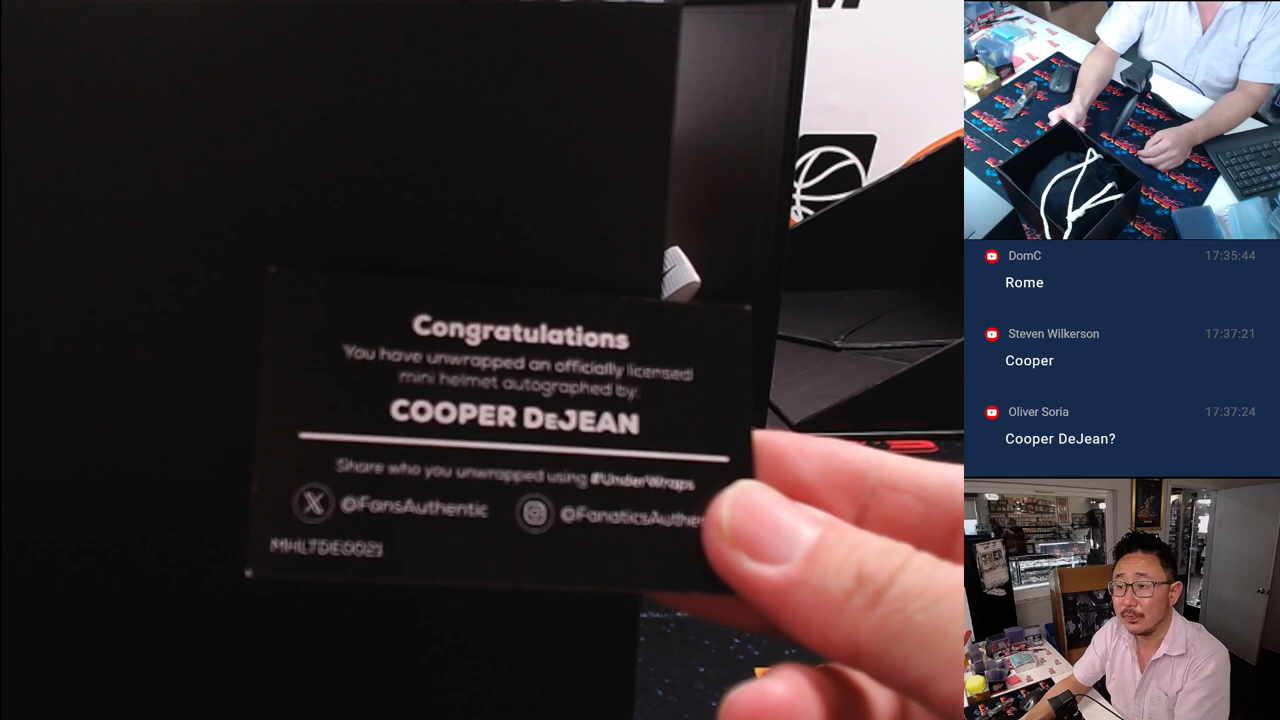 Congratulations
You have unwrapped an officially licensed
mini helmet autographed by:
COOPER DEJEAN
Share who you unwrapped using #UnderWraps
@FansAuthentic
MHLTDE0021
DomC 17:35:44
Rome
Steven Wilkerson 17:37:21
Cooper
Oliver Soria 17:37:24
Cooper DeJean?